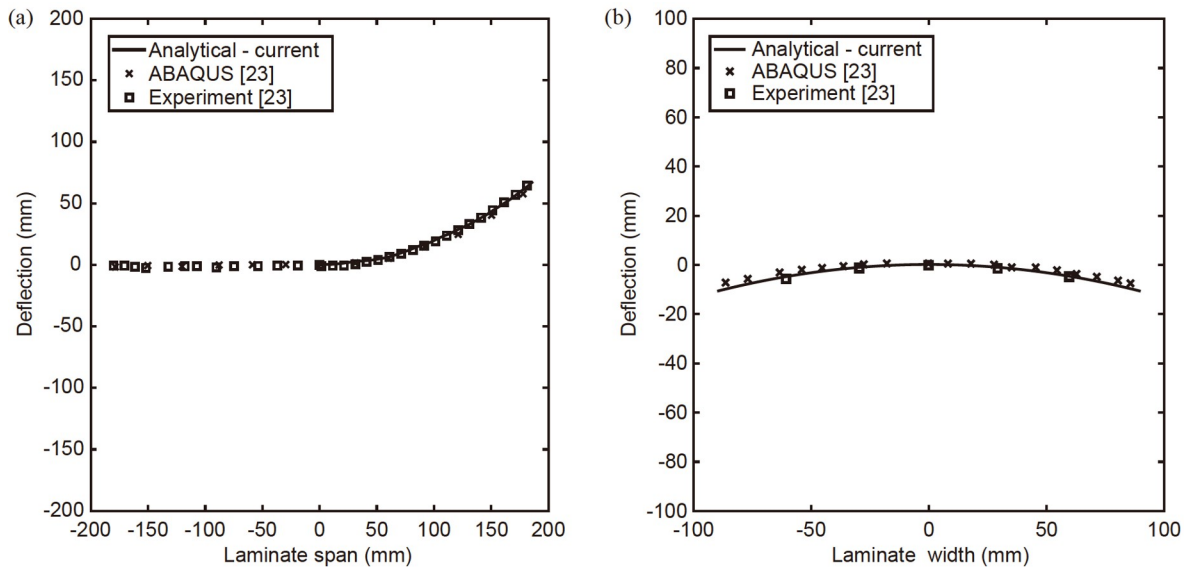 (a)
200
150
100
50
0
-50
-100
-150
-200
Deflection (mm)
Analytical - current
ABAQUS [23]
Experiment [23]
-200 -150 -100 -50 0 50 100 150 200
Laminate span (mm)
(b)
100
80
60
40
20
0
-20
-40
-60
-80
-100
Deflection (mm)
Analytical - current
ABAQUS [23]
Experiment [23]
-100 -50 0 50 100
Laminate width (mm)